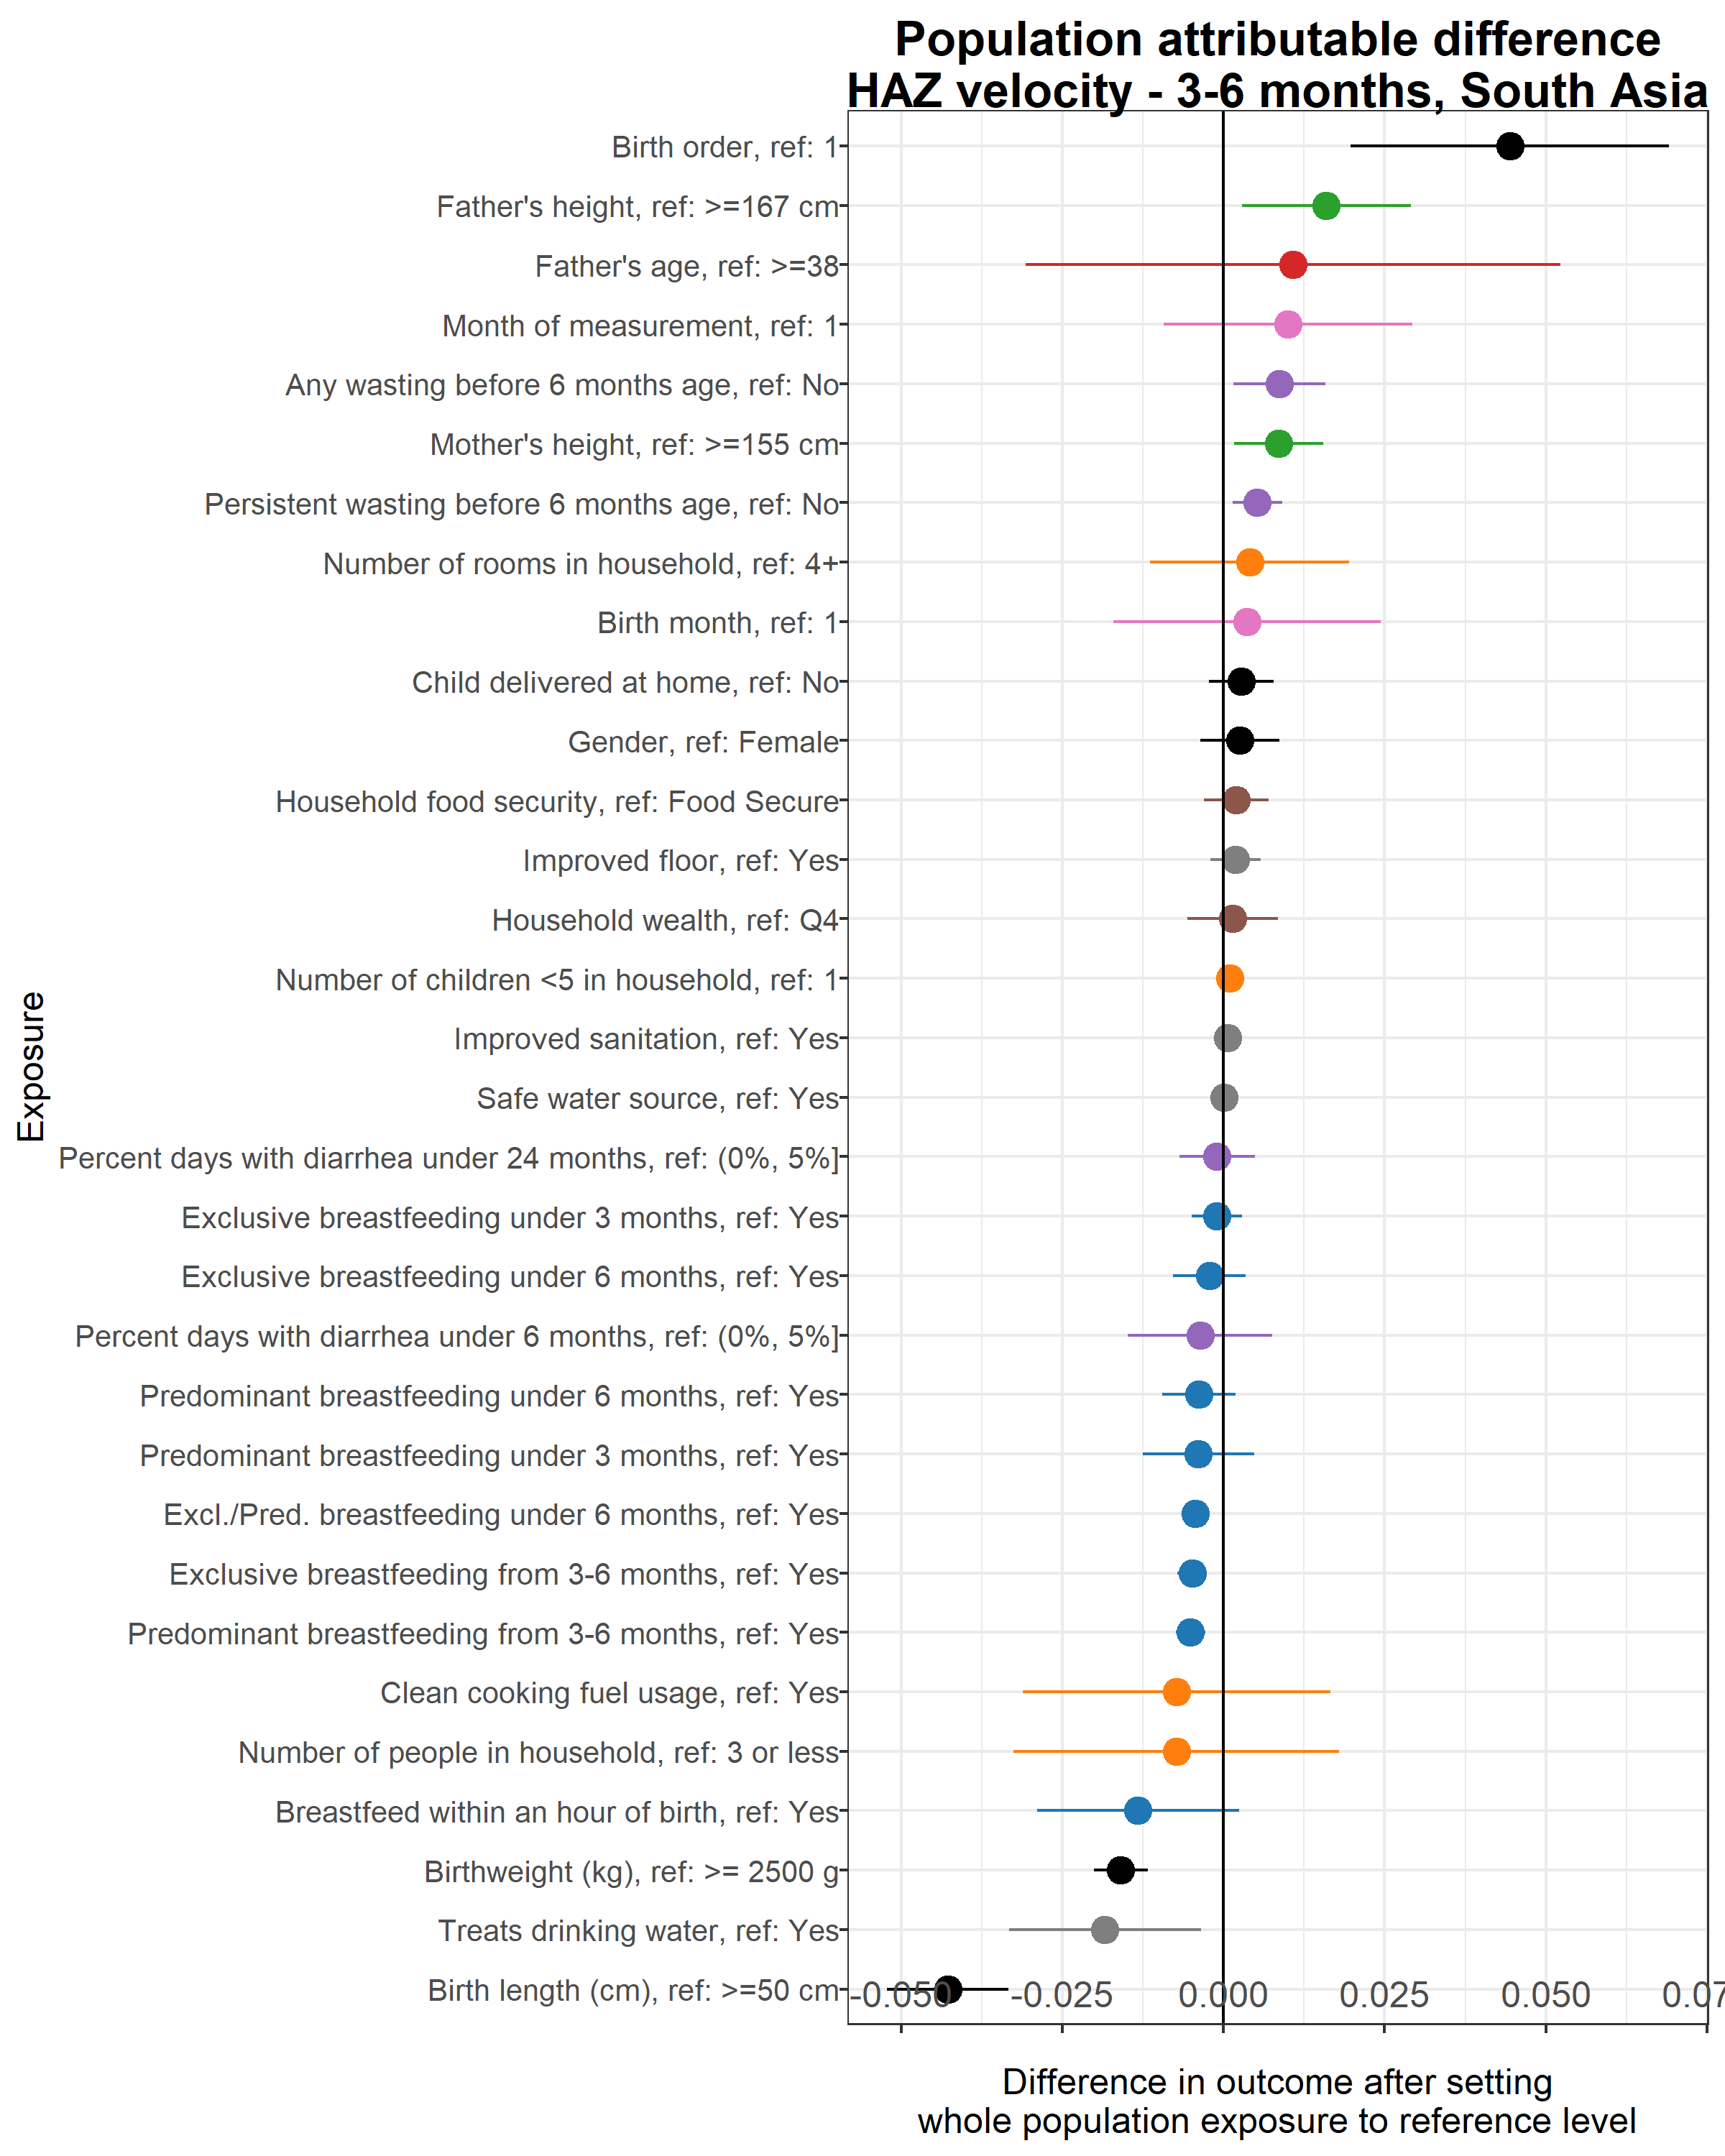 Population attributable difference
HAZ velocity - 3-6 months, South Asia
Birth order, ref: 1
Father's height, ref: >=167 cm
Father's age, ref: >=38
Month of measurement, ref: 1
Any wasting before 6 months age, ref: No
Mother's height, ref: >=155 cm
Persistent wasting before 6 months age, ref: No
Number of rooms in household, ref: 4+
Birth month, ref: 1
Child delivered at home, ref: No
Gender, ref: Female
Household food security, ref: Food Secure
Improved floor, ref: Yes
Household wealth, ref: Q4
Number of children <5 in household, ref: 1
Improved sanitation, ref: Yes
Safe water source, ref: Yes
Percent days with diarrhea under 24 months, ref: (0%, 5%]
Exclusive breastfeeding under 3 months, ref: Yes
Exclusive breastfeeding under 6 months, ref: Yes
Percent days with diarrhea under 6 months, ref: (0%, 5%]
Predominant breastfeeding under 6 months, ref: Yes
Predominant breastfeeding under 3 months, ref: Yes
Excl./Pred. breastfeeding under 6 months, ref: Yes
Exclusive breastfeeding from 3-6 months, ref: Yes
Predominant breastfeeding from 3-6 months, ref: Yes
Clean cooking fuel usage, ref: Yes
Number of people in household, ref: 3 or less
Breastfeed within an hour of birth, ref: Yes
Birthweight (kg), ref: >= 2500 g
Treats drinking water, ref: Yes
Birth length (cm), ref: >=50 cm
Exposure
-0.050 -0.025 0.000 0.025 0.050 0.07
Difference in outcome after setting
whole population exposure to reference level